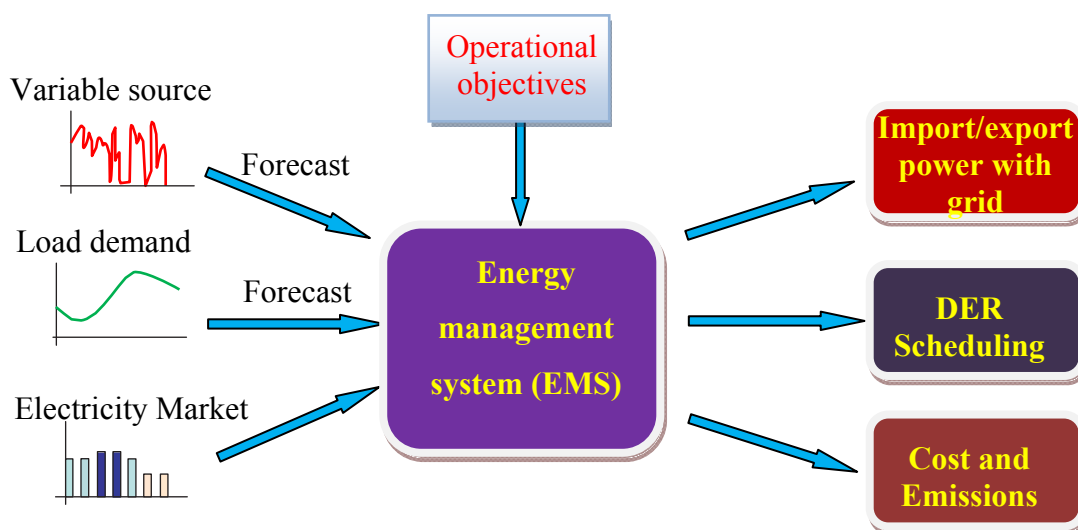 Operational
objectives
Variable source
Forecast
Load demand
Forecast
Electricity Market
Energy
management
system (EMS)
Import/export
power with
grid
DER
Scheduling
Cost and
Emissions